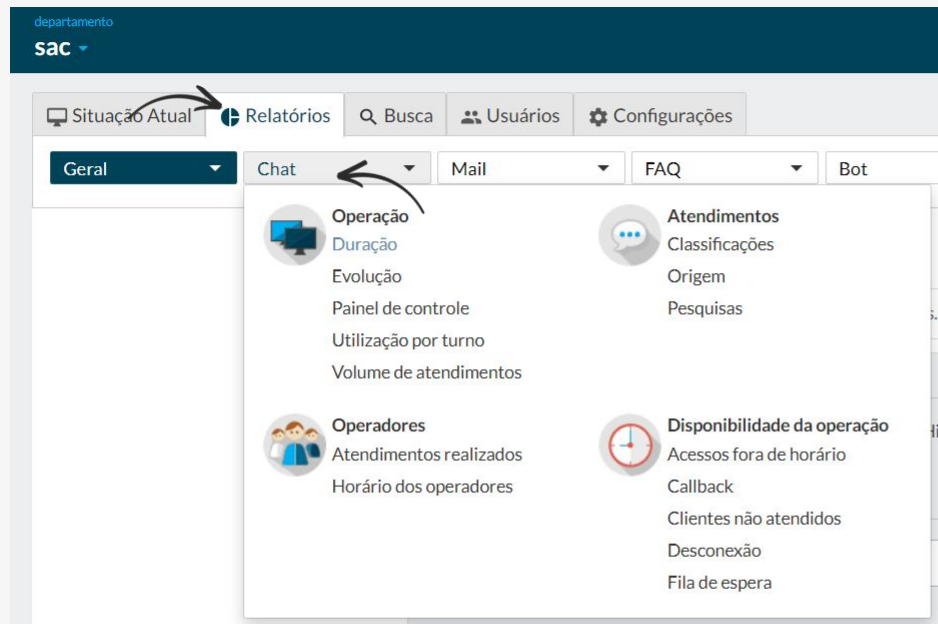 departamento
sac
Situação Atual
Relatórios
Busca
Usuários
Configurações
Geral
Chat
Mail
FAQ
Bot
Operação
Duração
Evolução
Painel de controle
Utilização por turno
Volume de atendimentos
Atendimentos
Classificações
Origem
Pesquisas
Operadores
Atendimentos realizados
Horário dos operadores
Disponibilidade da operação
Acessos fora de horário
Callback
Clientes não atendidos
Desconexão
Fila de espera